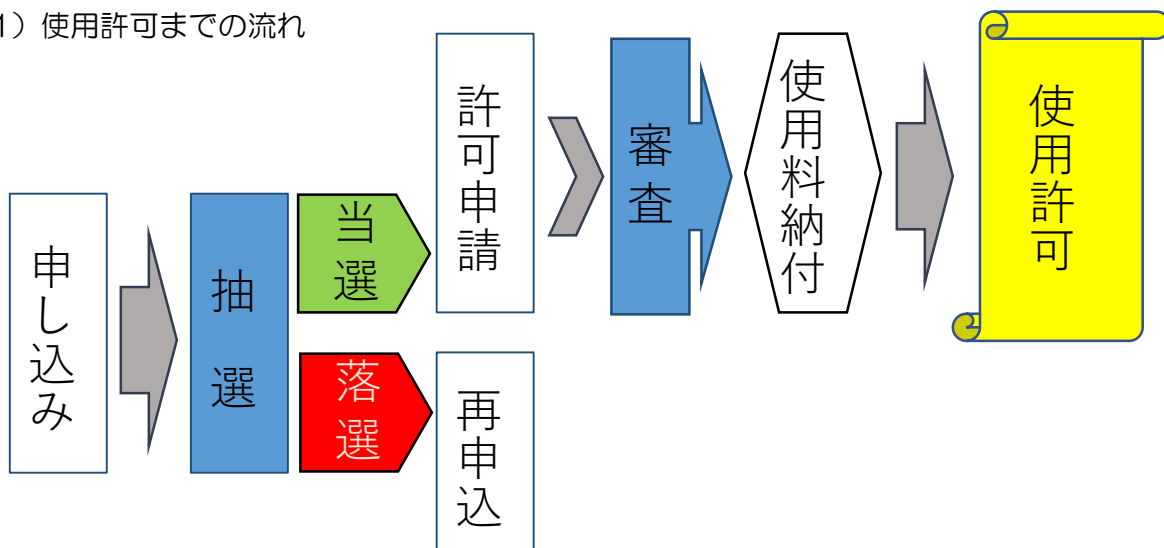 1）使用許可までの流れ
申し込み
抽選
当選
落選
許可申請
再申込
審査
使用料納付
使用許可